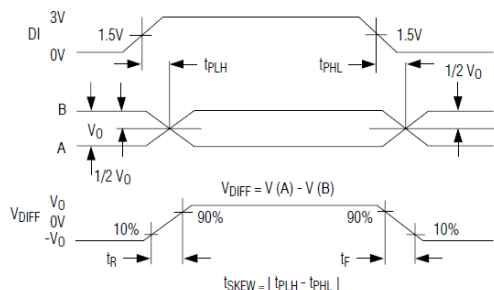 3V
DI
1.5V
1.5V
0V
tPLH
tPHL
1/2 VO
B
VO
A
1/2 VO
VDIFF = V (A) - V (B)
VO
VDIFF
0V
-VO
10%
90%
90%
10%
tR
tF
tSKEW = | tPLH - tPHL |